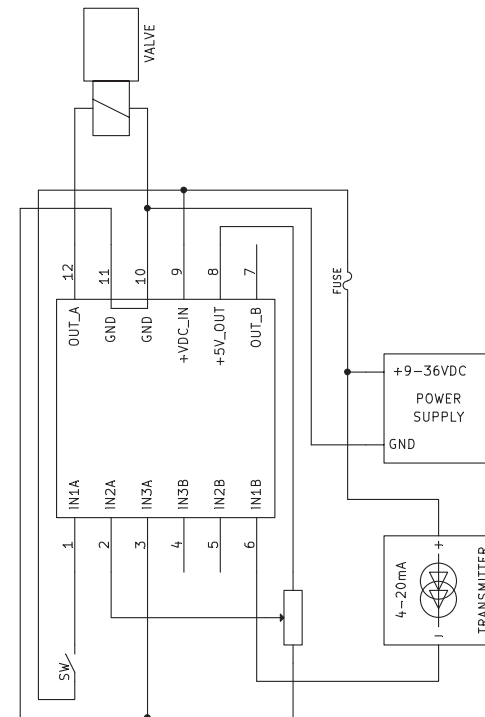 VALVE
12
11
10
9
8
7
OUT_A
GND
GND
+VDC_IN
+5V_OUT
OUT_B
FUSE
+9-36VDC
POWER
SUPPLY
GND
IN1A
IN2A
IN3A
IN3B
IN2B
IN1B
1
2
3
4
5
6
SW
4-20mA
+
-
TRANSMITTER